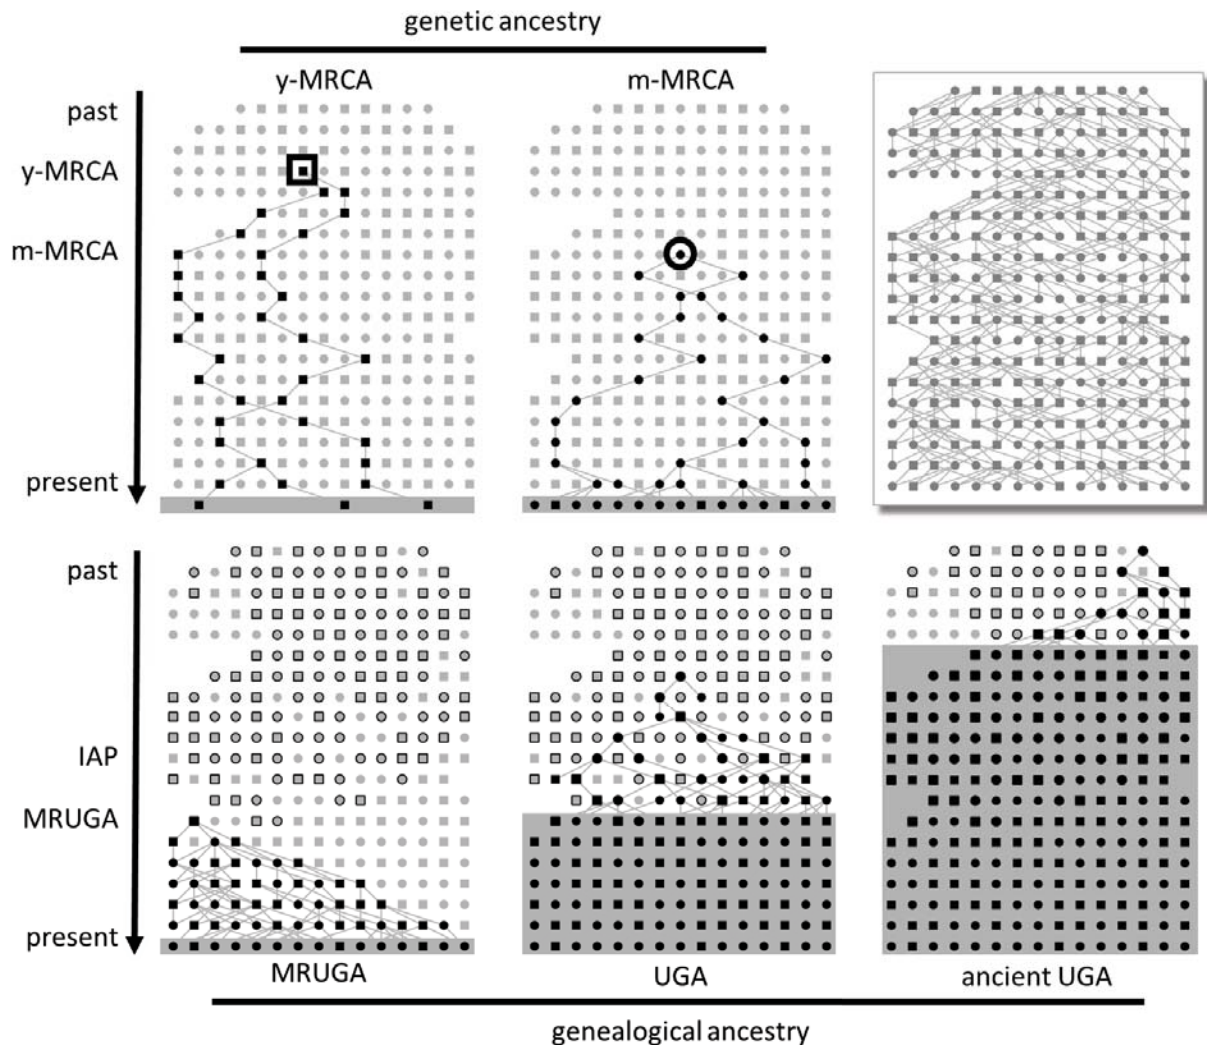 genetic ancestry
y-MRCA
m-MRCA
past
y-MRCA
m-MRCA
present
past
IAP
MRUGA
present
MRUGA
UGA
ancient UGA
genealogical ancestry